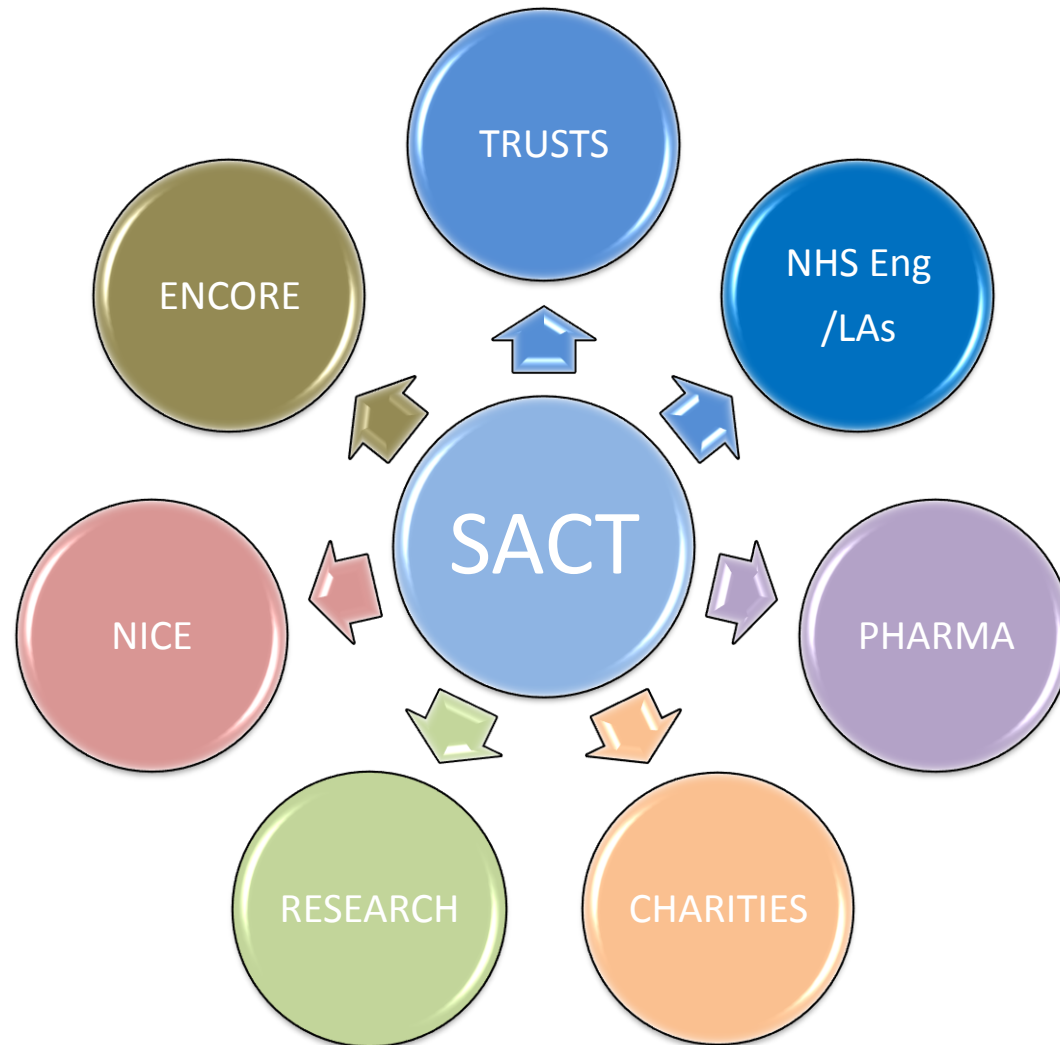 TRUSTS
NHS Eng
/LAs
ENCORE
SACT
NICE
PHARMA
RESEARCH
CHARITIES